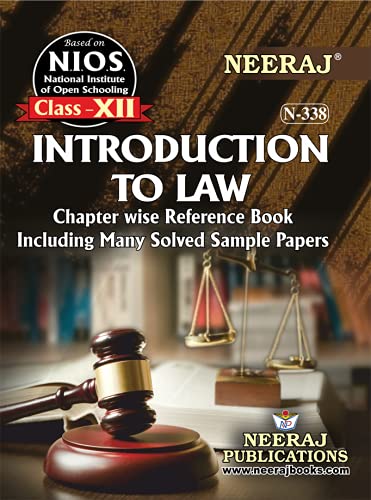 Based on
NIOS
National Institute
of Open Schooling
Class -XII
NEERAJ®
N-338
INTRODUCTION
TO LAW
Chapter wise Reference Book
Including Many Solved Sample Papers
NP
NEERAJ
PUBLICATIONS
www.neerajbooks.com